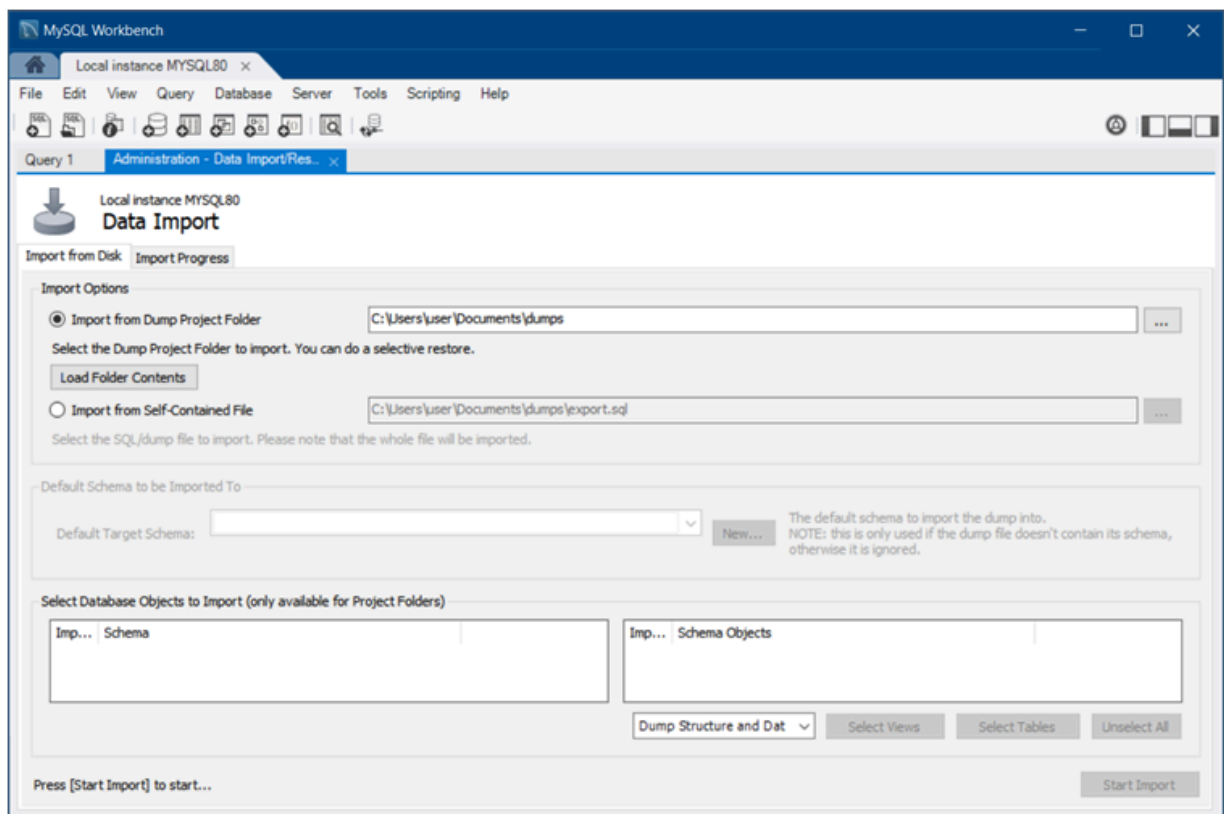 MySQL Workbench
Local instance MYSQL80
File Edit View Query Database Server Tools Scripting Help
Query 1
Administration - Data Import/Res..
Local instance MYSQL80
Data Import
Import from Disk
Import Progress
Import Options
Import from Dump Project Folder
C:\Users\user\Documents\dumps
...
Select the Dump Project Folder to import. You can do a selective restore.
Load Folder Contents
Import from Self-Contained File
C:\Users\user\Documents\dumps\export.sql
...
Select the SQL/dump file to import. Please note that the whole file will be imported.
Default Schema to be Imported To
Default Target Schema:
New...
The default schema to import the dump into.
NOTE: this is only used if the dump file doesn't contain its schema,
otherwise it is ignored.
Select Database Objects to Import (only available for Project Folders)
Imp... Schema
Imp... Schema Objects
Dump Structure and Dat
Select Views
Select Tables
Unselect All
Press [Start Import] to start...
Start Import